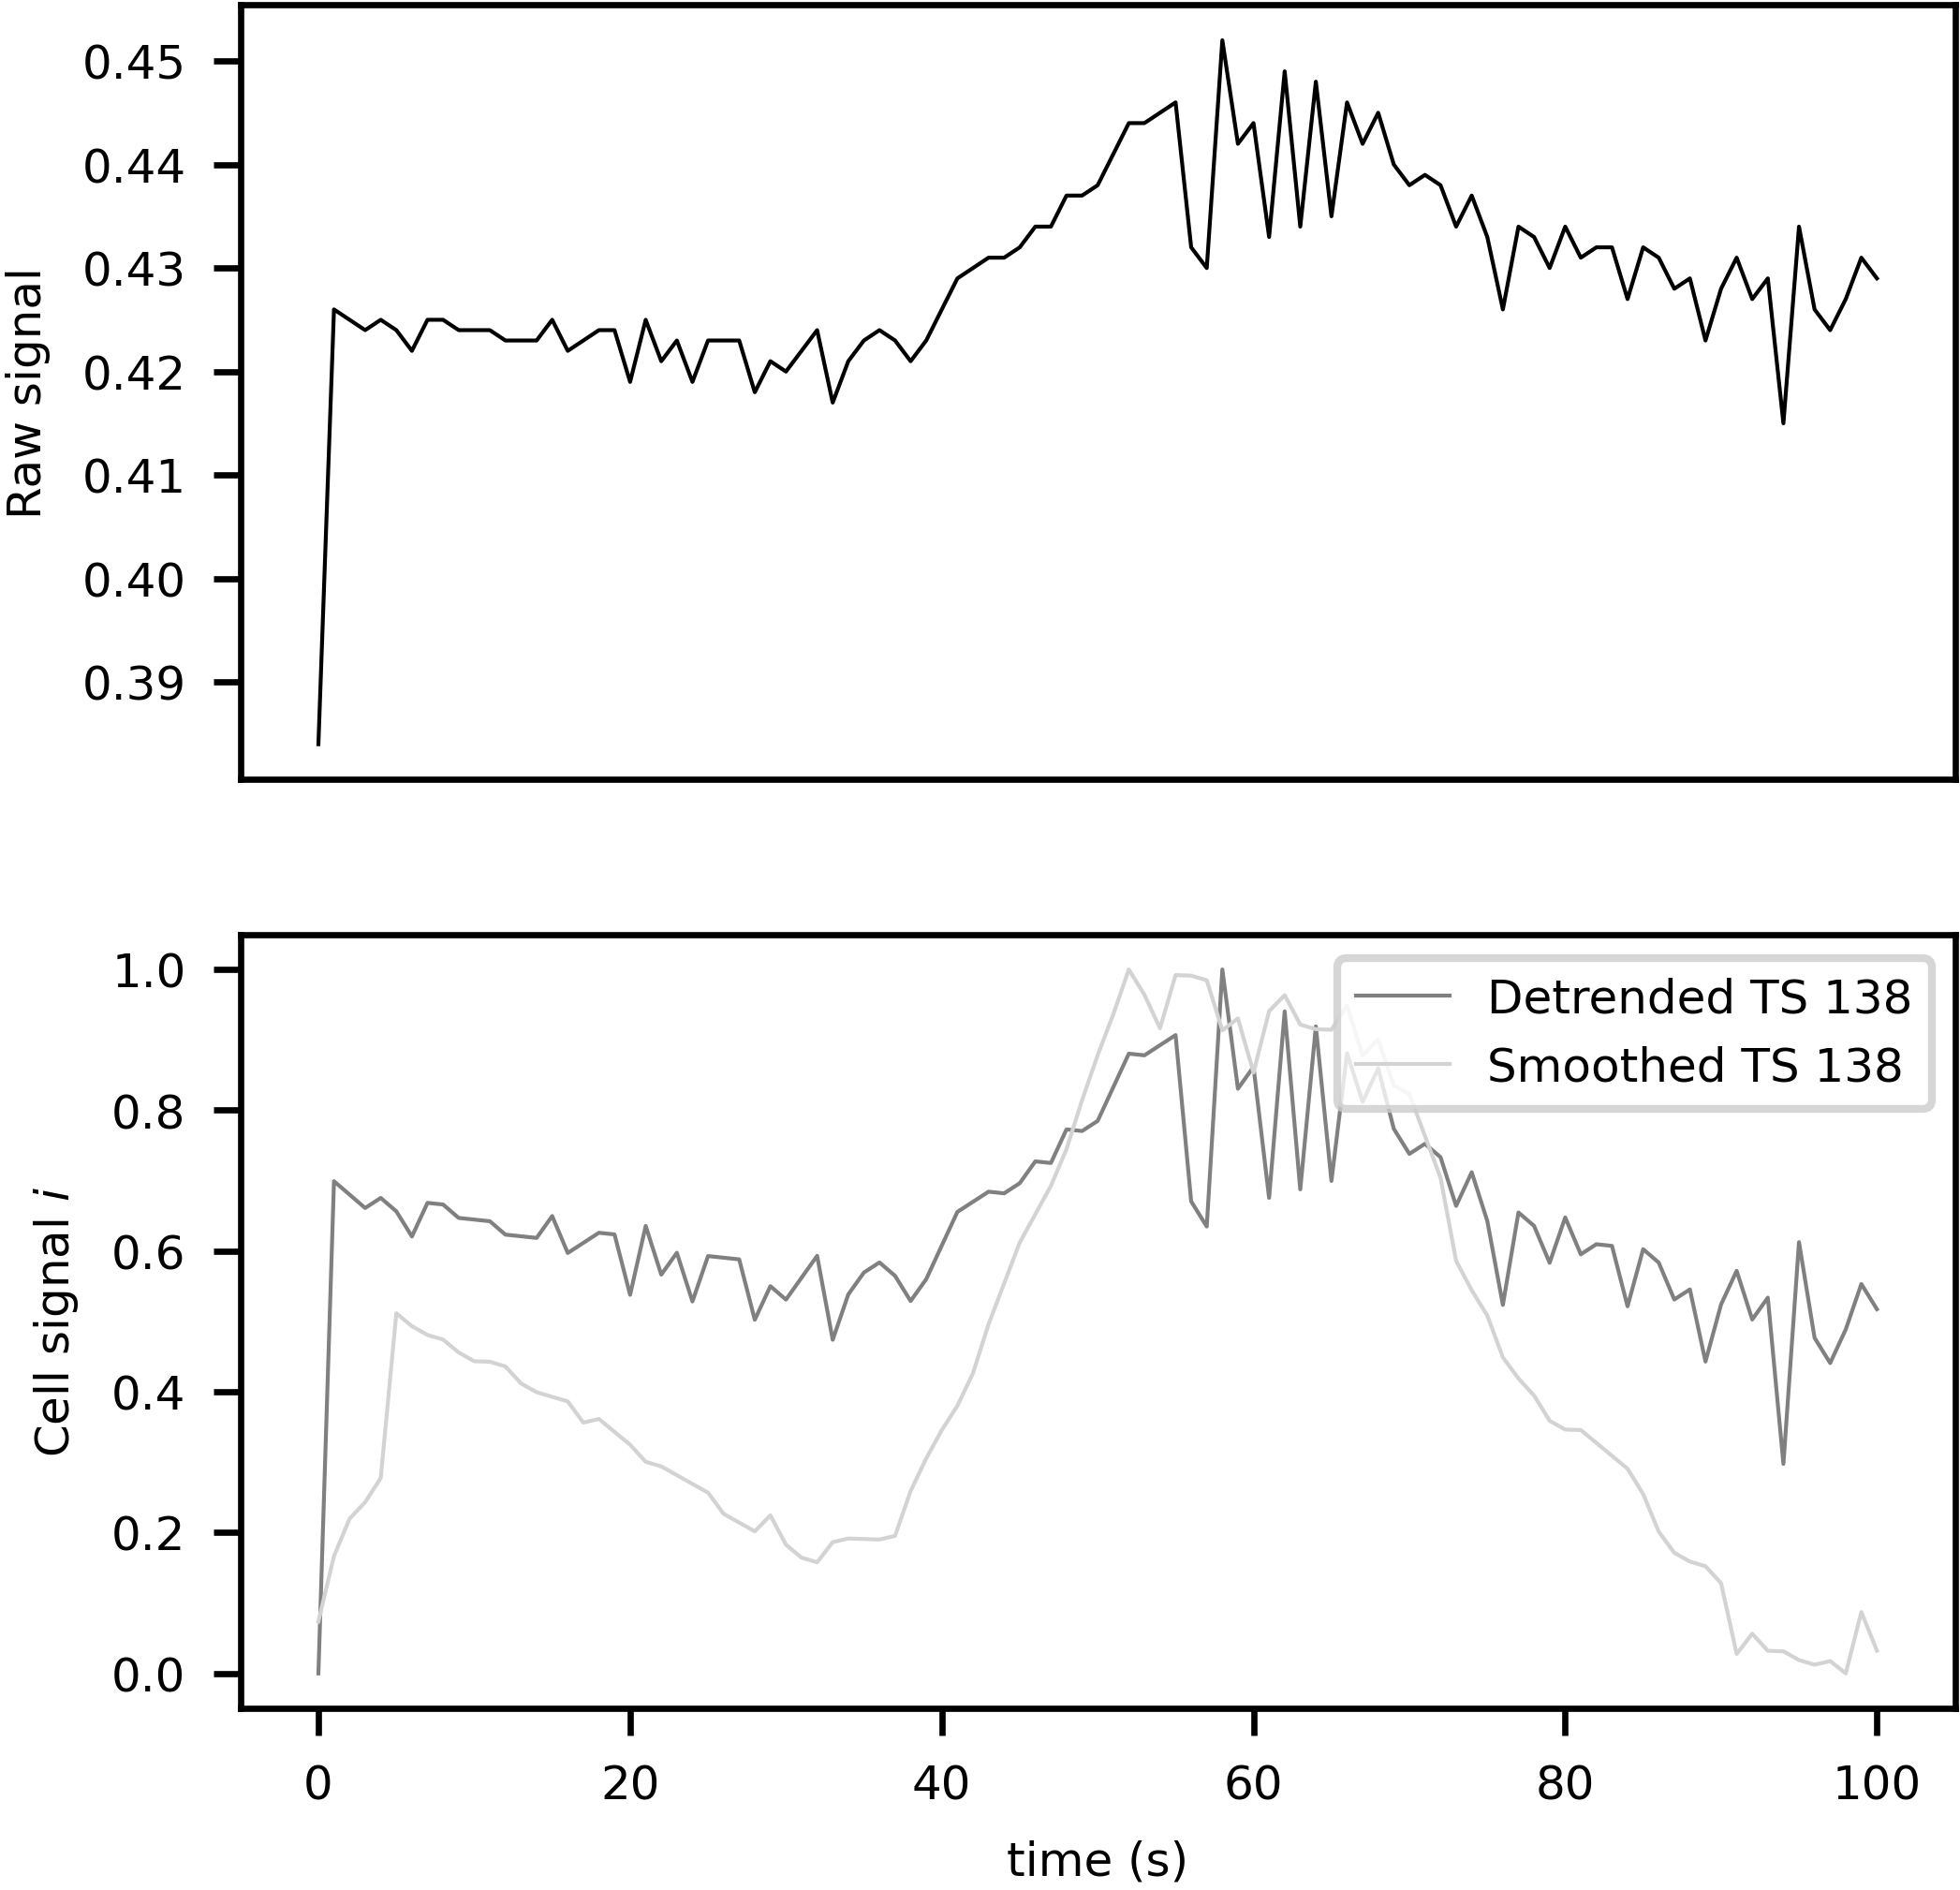 Raw signal
0.45
0.44
0.43
0.42
0.41
0.40
0.39
Cell signal i
1.0
0.8
0.6
0.4
0.2
0.0
Detrended TS 138
Smoothed TS 138
0 20 40 60 80 100
time (s)